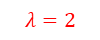 λ = 2